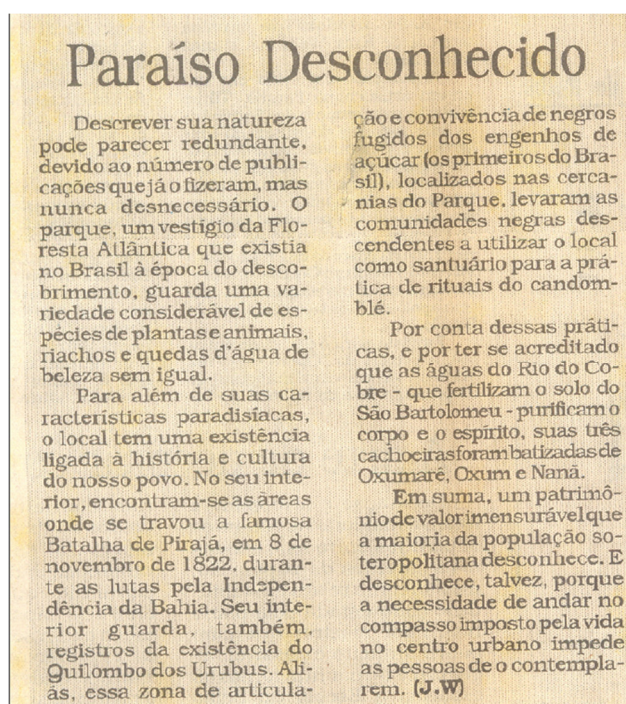 Paraíso Desconhecido
Descrever sua natureza
pode parecer redundante,
devido ao número de publi-
cações que já o fizeram, mas
nunca desnecessário. O
parque, um vestígio da Flo-
resta Atlântica que existia
no Brasil à época do desco-
brimento, guarda uma va-
riedade considerável de es-
pécies de plantas e animais,
riachos e quedas d'água de
beleza sem igual.
Para além de suas ca-
racterísticas paradisíacas,
o local tem uma existência
ligada à história e cultura
do nosso povo. No seu inte-
rior, encontram-se as áreas
onde se travou a famosa
Batalha de Pirajá, em 8 de
novembro de 1822, duran-
te as lutas pela Indepen-
dência da Bahia. Seu inte-
rior guarda, também,
registros da existência do
Quilombo dos Urubus. Ali-
ás, essa zona de articula-
ção e convivência de negros
fugidos dos engenhos de
açúcar (os primeiros do Bra-
sil), localizados nas cerca-
nias do Parque, levaram as
comunidades negras des-
cendentes a utilizar o local
como santuário para a prá-
tica de rituais do candom-
blé.
Por conta dessas práti-
cas, e por ter se acreditado
que as águas do Rio do Co-
bre - que fertilizam o solo do
São Bartolomeu - purificam o
corpo e o espírito, suas três
cachoeiras foram batizadas de
Oxumarê, Oxum e Nanã.
Em suma, um patrimô-
nio de valor imensurável que
a maioria da população so-
teropolitana desconhece. E
desconhece, talvez, porque
a necessidade de andar no
compasso imposto pela vida
no centro urbano impede
as pessoas de o contempla-
rem. (J.W)